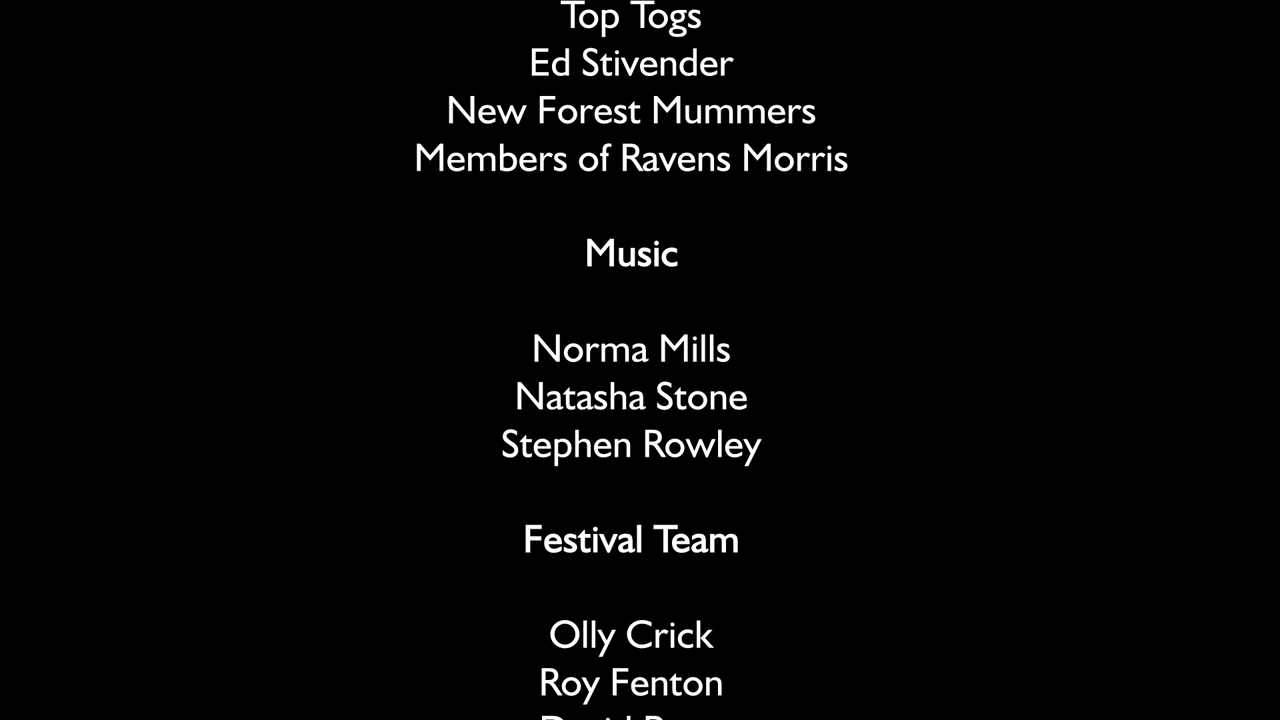 Top Togs
Ed Stivender
New Forest Mummers
Members of Ravens Morris
Music
Norma Mills
Natasha Stone
Stephen Rowley
Festival Team
Olly Crick
Roy Fenton